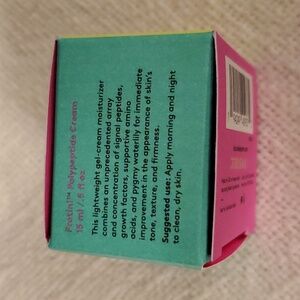 Protini™ Polypeptide Cream
15 ml / .5 fl oz.
This lightweight gel-cream moisturizer
combines an unprecedented array
and concentration of signal peptides,
growth factors, supportive amino
acids, and pygmy waterlily for immediate
improvement in the appearance of skin's
tone, texture, and firmness.
Suggested use: Apply morning and night
to clean, dry skin.